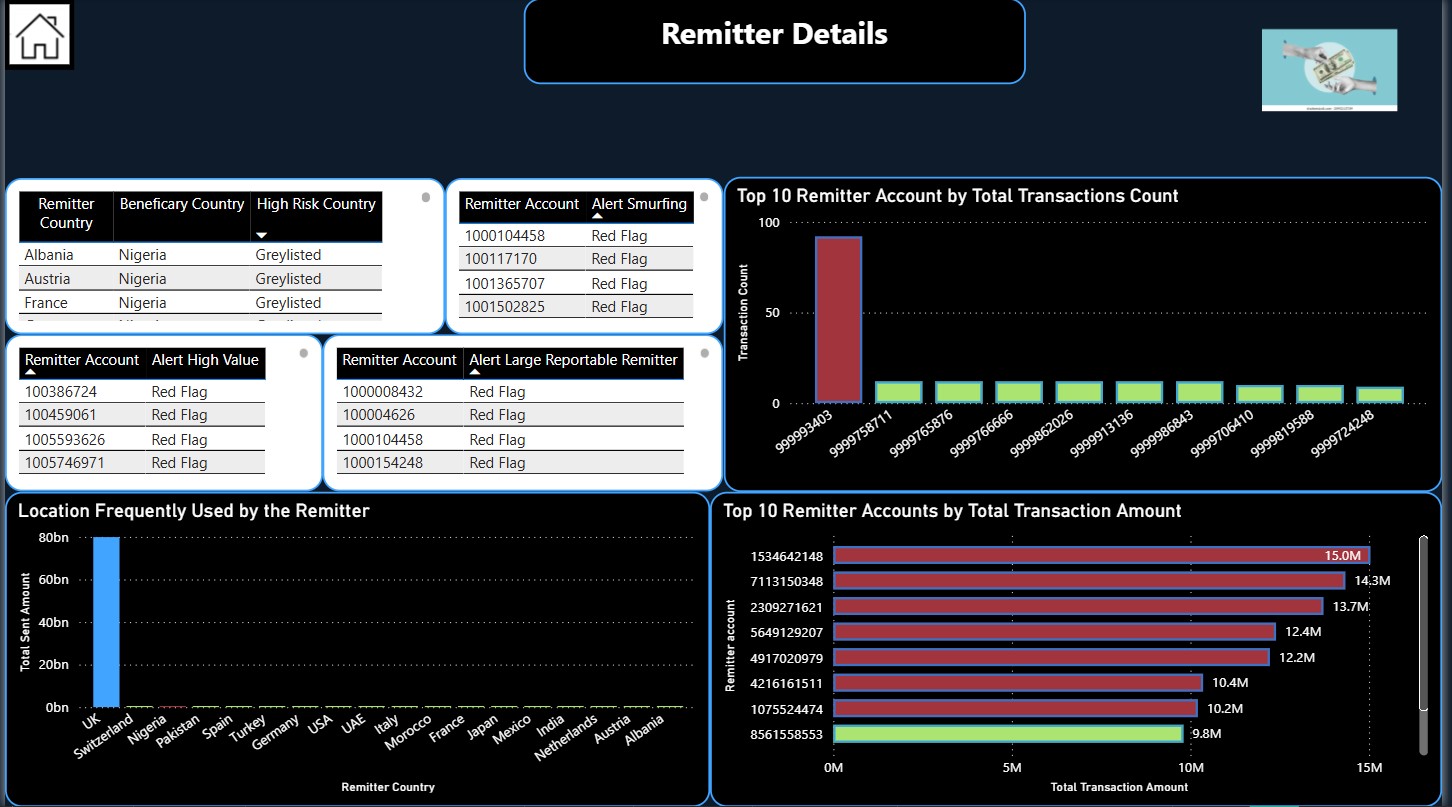 Remitter Details
Remitter Country	Beneficary Country	High Risk Country
Albania	Nigeria	Greylisted
Austria	Nigeria	Greylisted
France	Nigeria	Greylisted
Remitter Account	Alert Smurfing
1000104458	Red Flag
100117170	Red Flag
1001365707	Red Flag
1001502825	Red Flag
Remitter Account	Alert High Value
100386724	Red Flag
100459061	Red Flag
1005593626	Red Flag
1005746971	Red Flag
Remitter Account	Alert Large Reportable Remitter
1000008432	Red Flag
100004626	Red Flag
1000104458	Red Flag
1000154248	Red Flag
Top 10 Remitter Account by Total Transactions Count
Transaction Count
100
50
0
999993403
9999758711
9999765876
9999766666
9999862026
9999913136
9999986843
9999706410
9999819588
9999724248
Location Frequently Used by the Remitter
Total Sent Amount
80bn
60bn
40bn
20bn
0bn
UK
Switzerland
Nigeria
Pakistan
Spain
Turkey
Germany
USA
UAE
Italy
Morocco
France
Japan
Mexico
India
Netherlands
Austria
Albania
Remitter Country
Top 10 Remitter Accounts by Total Transaction Amount
Remitter account
1534642148	15.0M
7113150348	14.3M
2309271621	13.7M
5649129207	12.4M
4917020979	12.2M
4216161511	10.4M
1075524474	10.2M
8561558553	9.8M
0M	5M	10M	15M
Total Transaction Amount